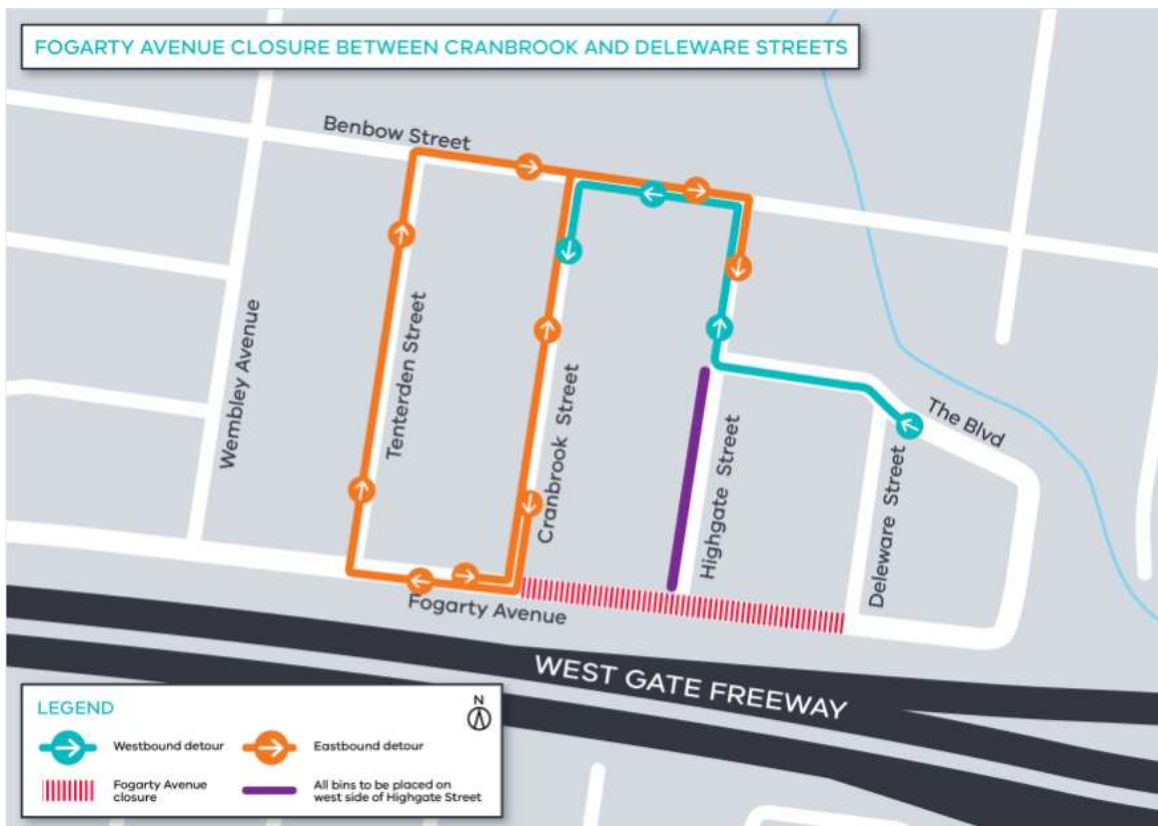 FOGARTY AVENUE CLOSURE BETWEEN CRANBROOK AND DELEWARE STREETS
Benbow Street
Wembley Avenue
Tenterden Street
Cranbrook Street
Highgate Street
Deleware Street
The Blvd
Fogarty Avenue
WEST GATE FREEWAY
LEGEND
N
Westbound detour
Eastbound detour
Fogarty Avenue
closure
All bins to be placed on
west side of Highgate Street